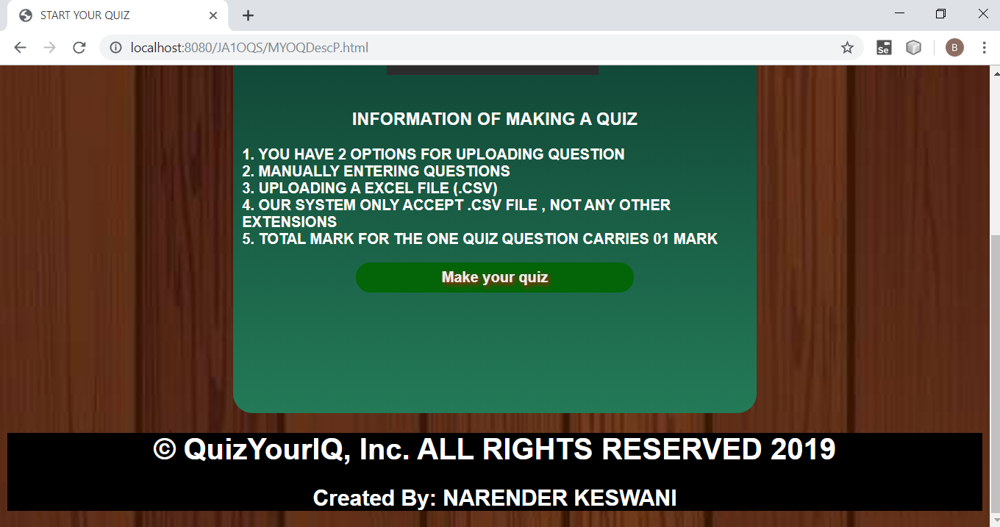 START YOUR QUIZ
localhost:8080/JA1OQS/MYOQDescP.html
Se
B
INFORMATION OF MAKING A QUIZ
1. YOU HAVE 2 OPTIONS FOR UPLOADING QUESTION
2. MANUALLY ENTERING QUESTIONS
3. UPLOADING A EXCEL FILE (.CSV)
4. OUR SYSTEM ONLY ACCEPT .CSV FILE , NOT ANY OTHER
EXTENSIONS
5. TOTAL MARK FOR THE ONE QUIZ QUESTION CARRIES 01 MARK
Make your quiz
© QuizYourIQ, Inc. ALL RIGHTS RESERVED 2019
Created By: NARENDER KESWANI